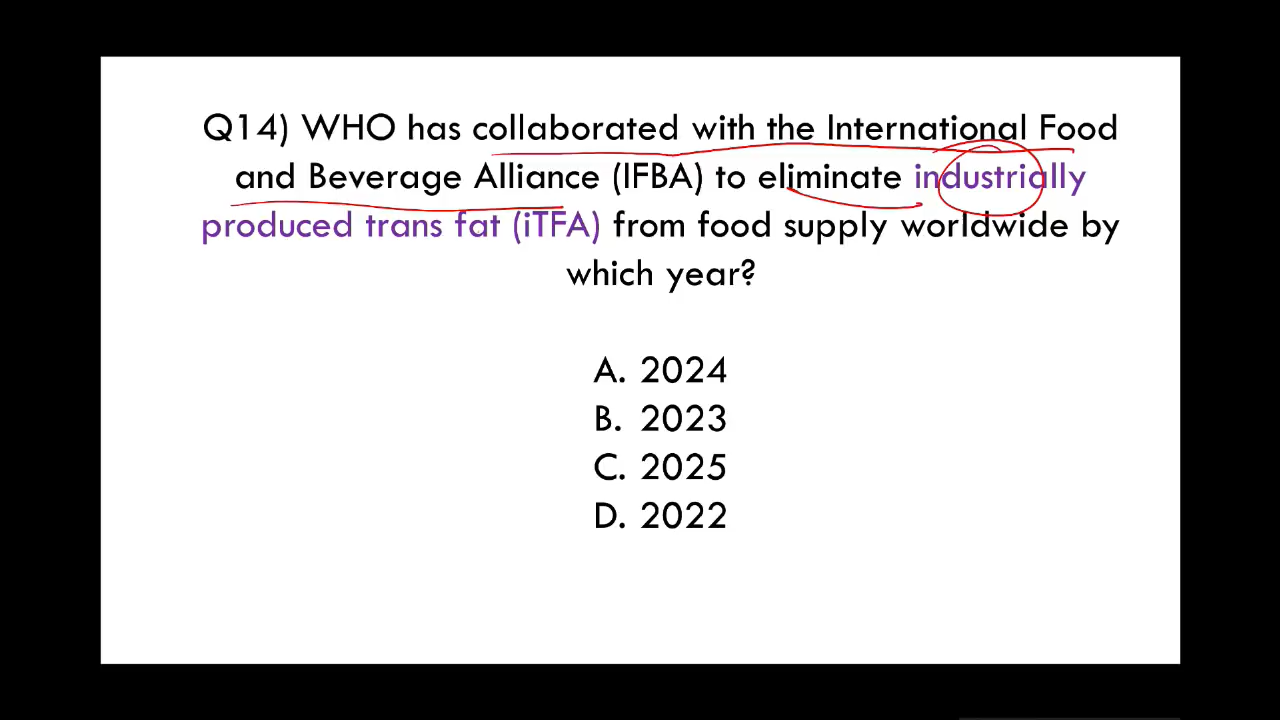 Q14) WHO has collaborated with the International Food
and Beverage Alliance (IFBA) to eliminate industrially
produced trans fat (iTFA) from food supply worldwide by
which year?
A. 2024
B. 2023
C. 2025
D. 2022